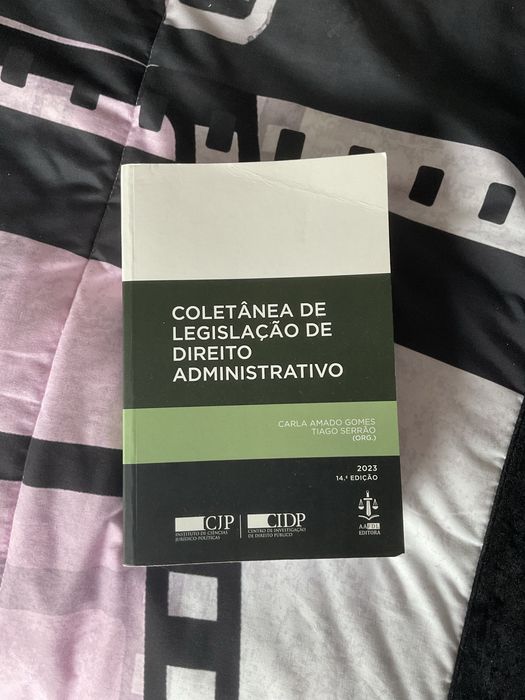 COLETÂNEA DE
LEGISLAÇÃO DE
DIREITO
ADMINISTRATIVO
CARLA AMADO GOMES
TIAGO SERRÃO
(ORG.)
2023
14.ª EDIÇÃO
CJP
INSTITUTO DE CIÊNCIAS
JURÍDICO-POLÍTICAS
CIDP
CENTRO DE INVESTIGAÇÃO
DE DIREITO PÚBLICO
AAFDL
EDITORA